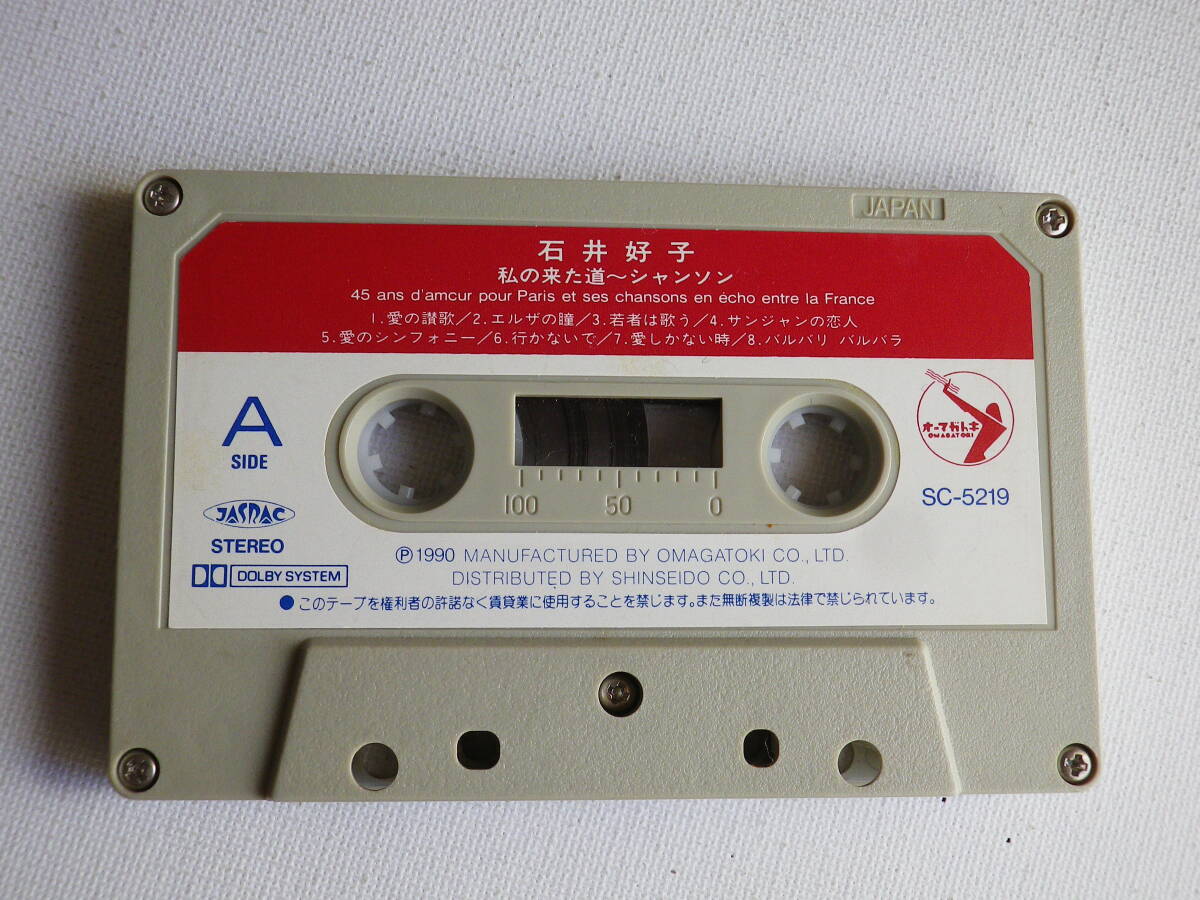 JAPAN
石井好子
私の来た道～シャンソン
45 ans d'amcur pour Paris et ses chansons en écho entre la France
1.愛の讃歌／2.エルザの瞳／3.若者は歌う／4.サンジャンの恋人
5.愛のシンフォニー／6.行かないで／7.愛しかない時／8.バルバリ バルバラ
A
SIDE
オーマガトキ
OMAGATOKI
100 50 0
SC-5219
JASRAC
STEREO
DOLBY SYSTEM
Ⓟ1990 MANUFACTURED BY OMAGATOKI CO., LTD.
DISTRIBUTED BY SHINSEIDO CO., LTD.
●このテープを権利者の許諾なく賃貸業に使用することを禁じます。また無断複製は法律で禁じられています。